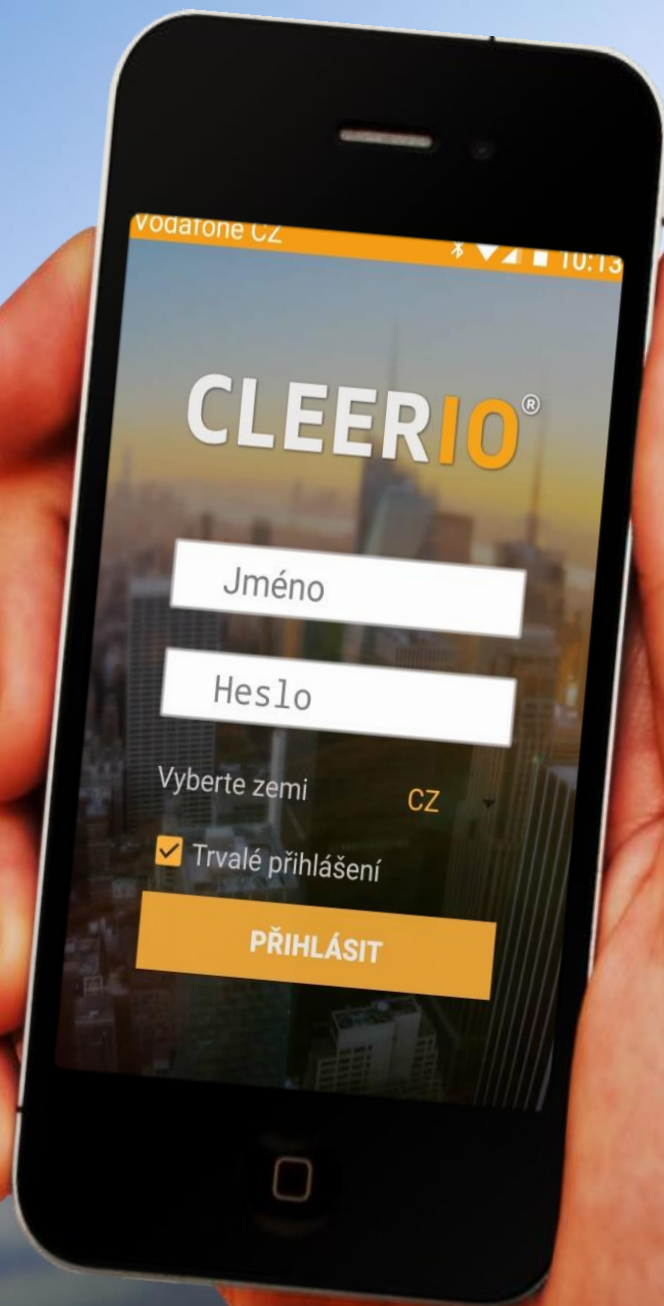 Vodafone CZ 10:13
CLEERIO®
Jméno
Heslo
Vyberte zemi CZ
Trvalé přihlášení
PŘIHLÁSIT